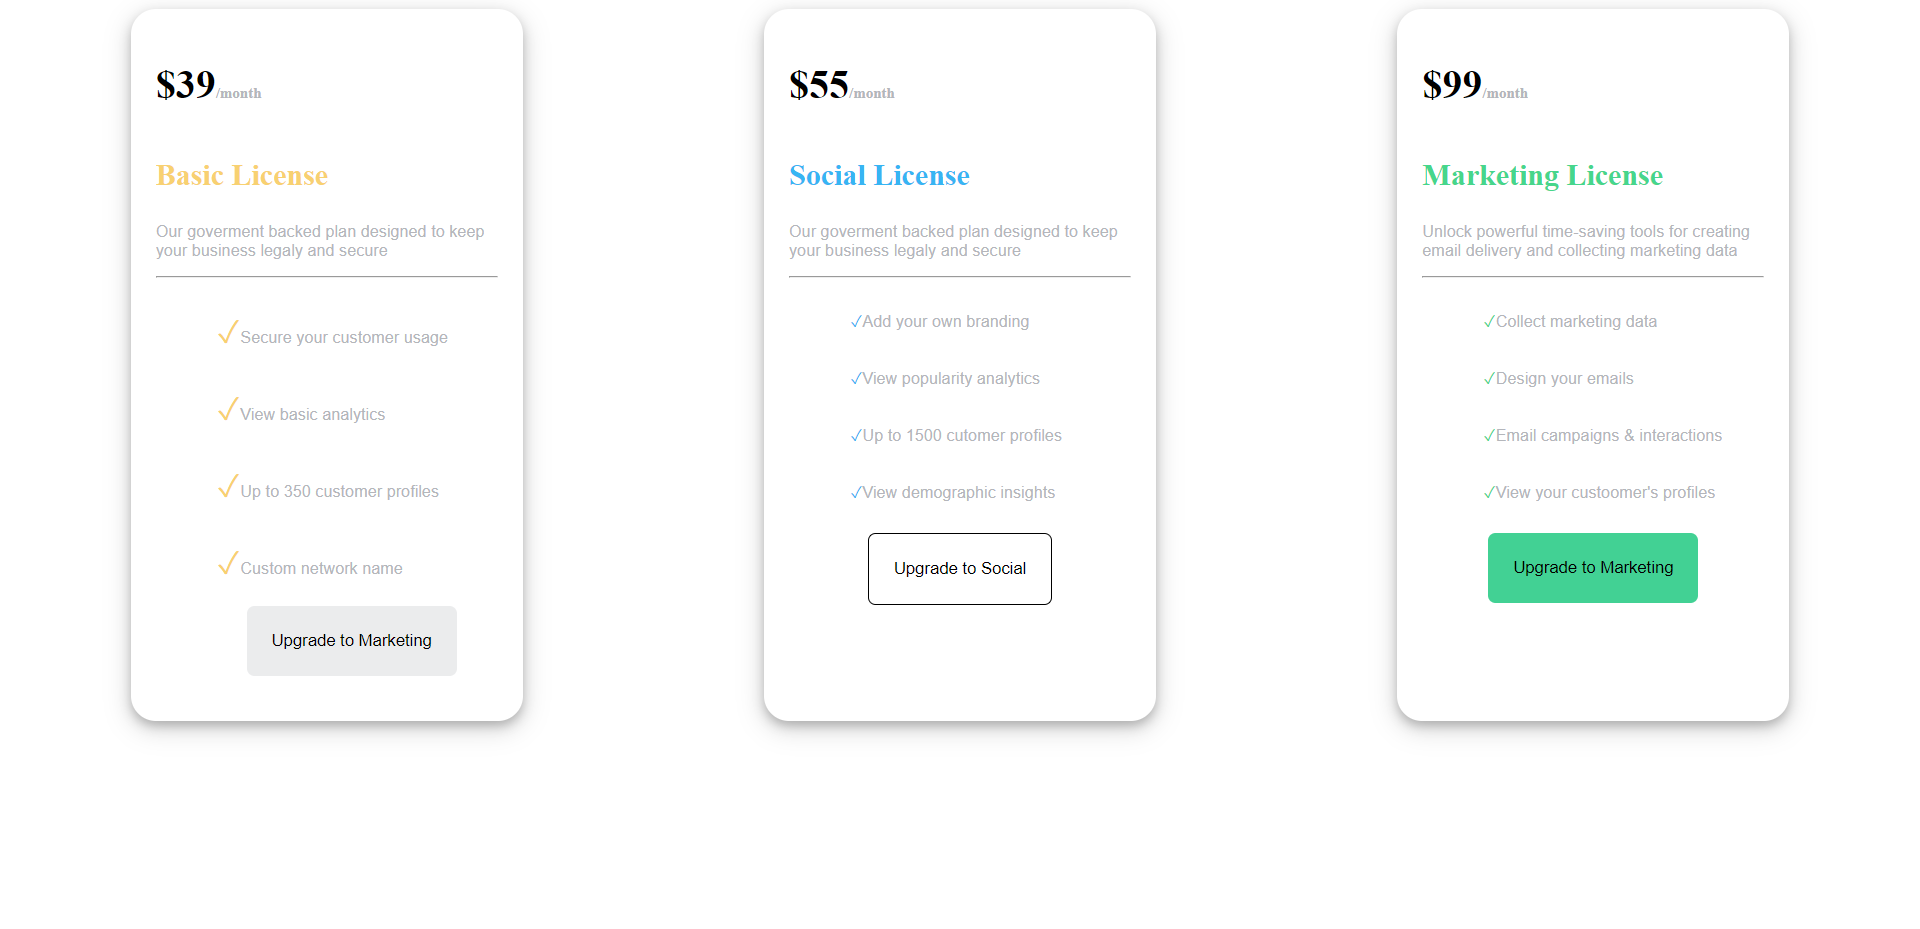 $39/month
Basic License
Our goverment backed plan designed to keep
your business legaly and secure
✓Secure your customer usage
✓View basic analytics
✓Up to 350 customer profiles
✓Custom network name
Upgrade to Marketing
$55/month
Social License
Our goverment backed plan designed to keep
your business legaly and secure
✓Add your own branding
✓View popularity analytics
✓Up to 1500 cutomer profiles
✓View demographic insights
Upgrade to Social
$99/month
Marketing License
Unlock powerful time-saving tools for creating
email delivery and collecting marketing data
✓Collect marketing data
✓Design your emails
✓Email campaigns & interactions
✓View your custoomer's profiles
Upgrade to Marketing